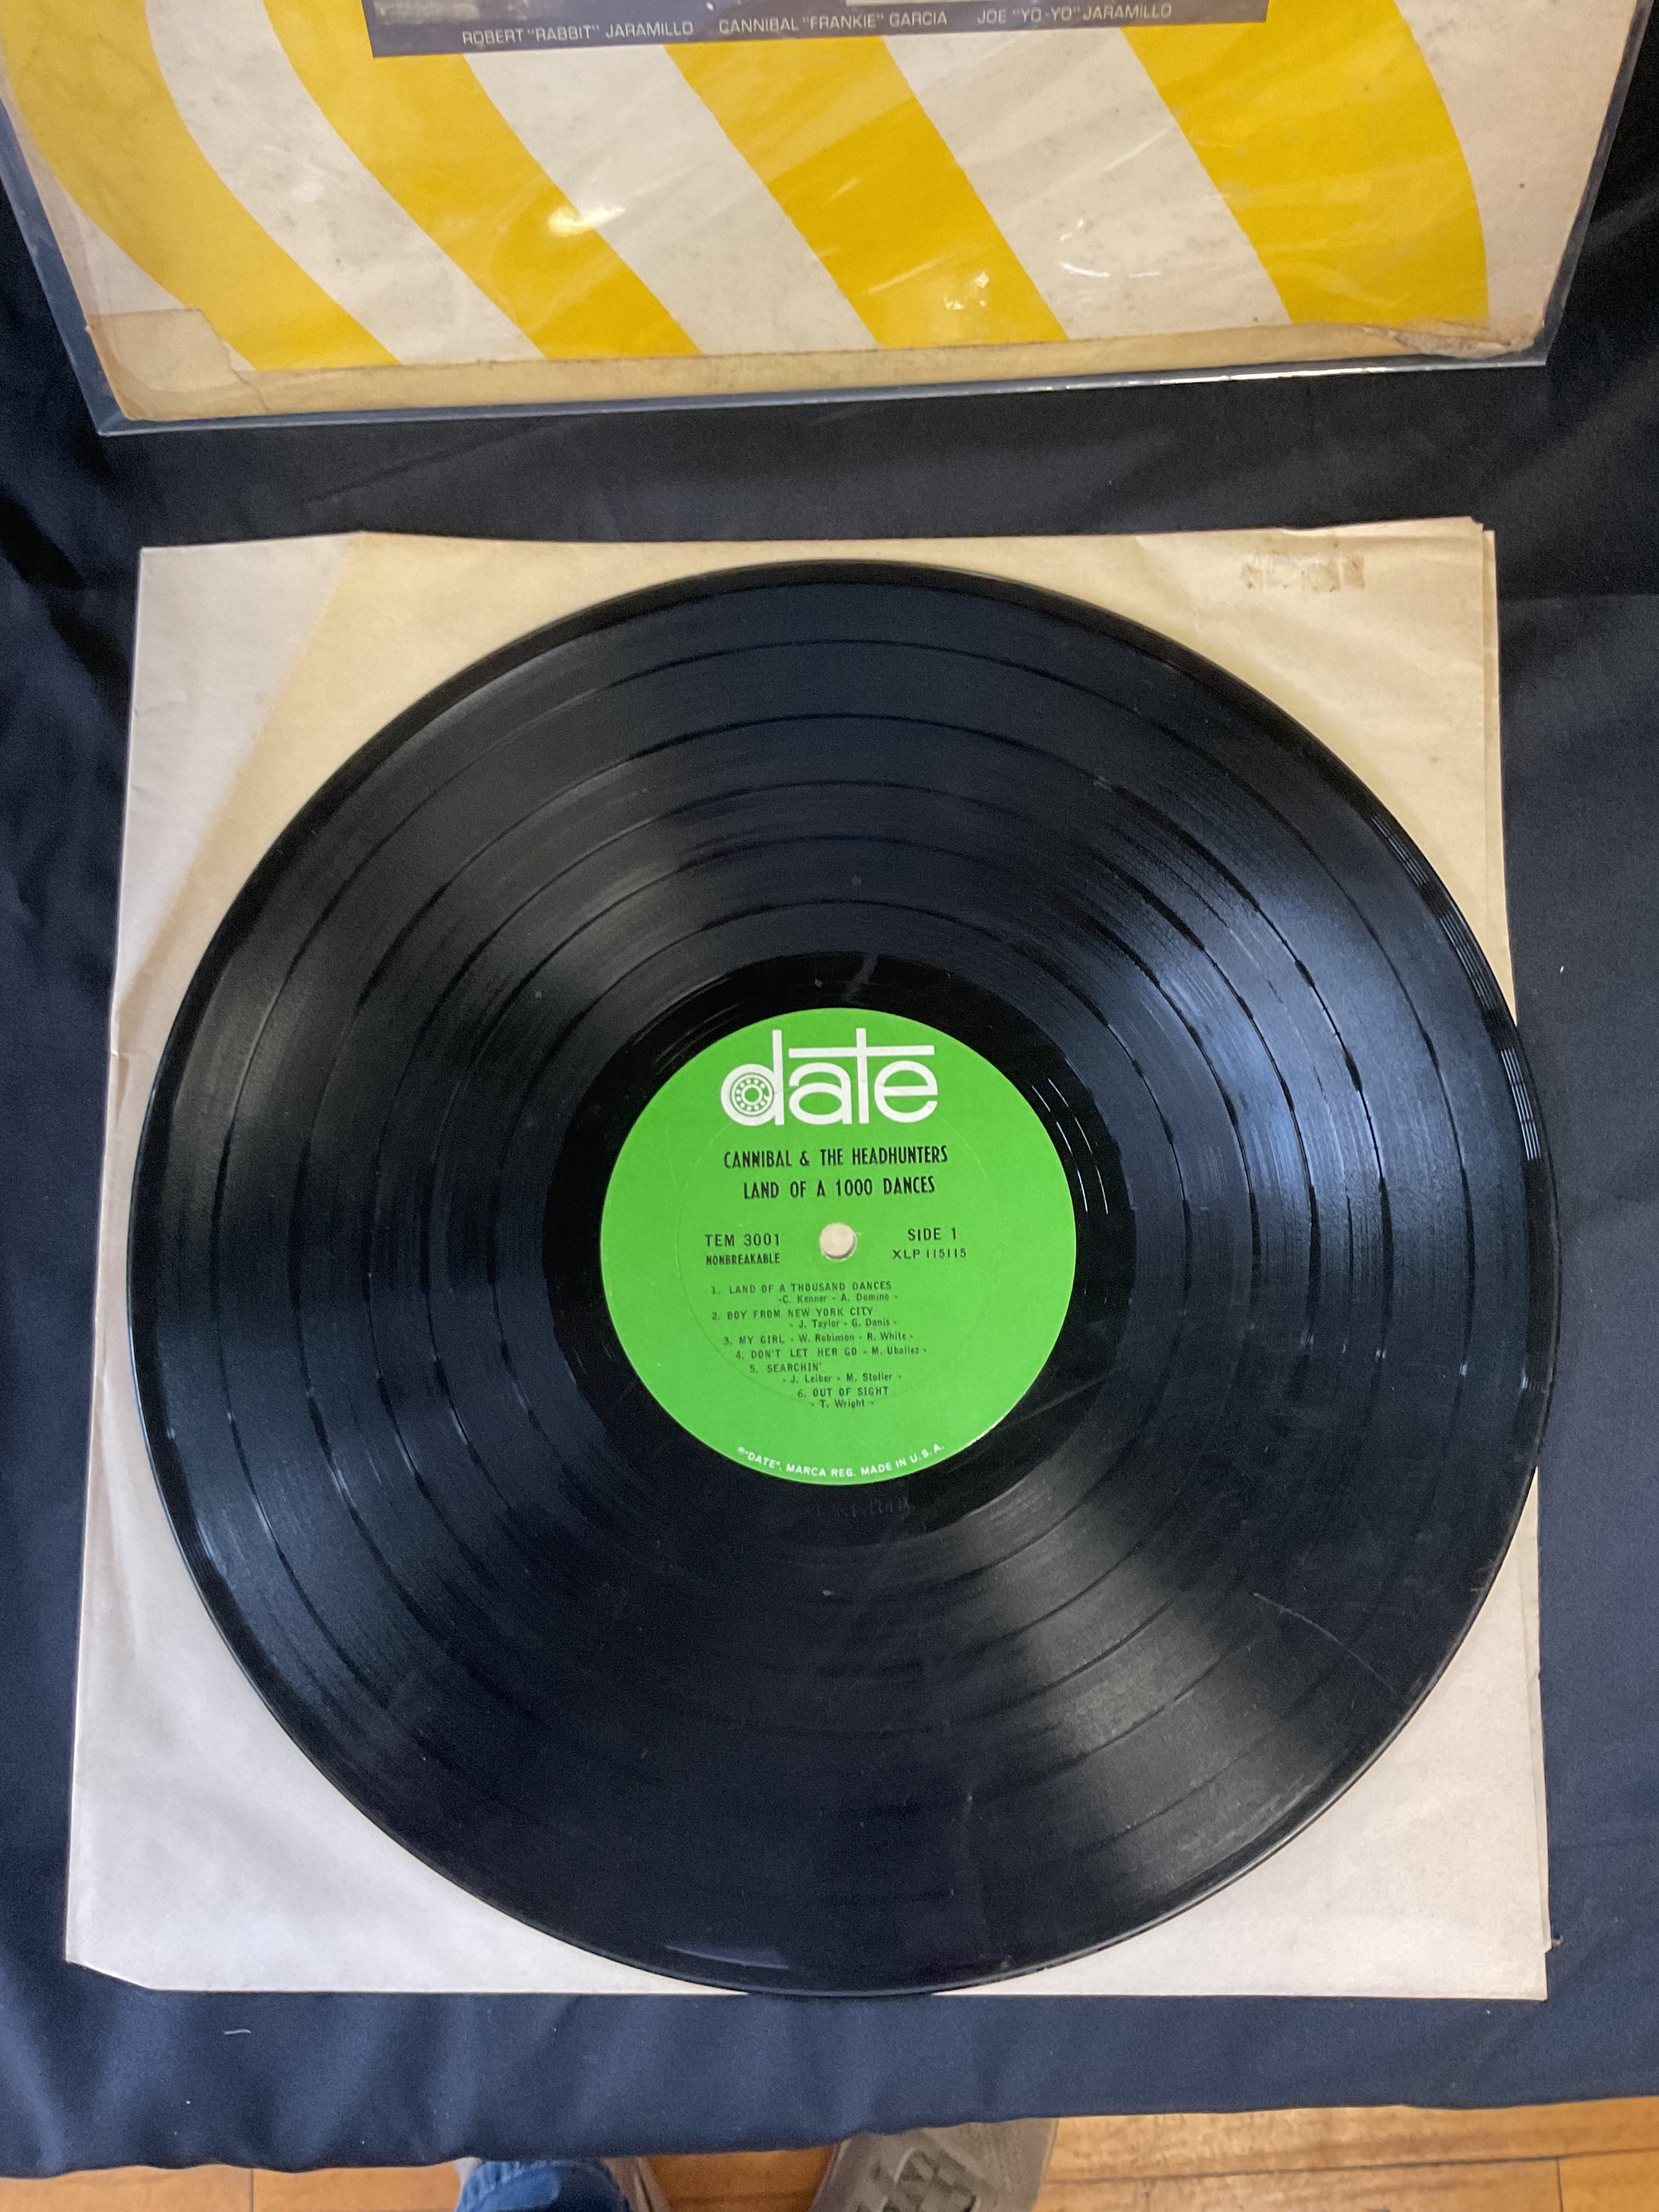 ROBERT "RABBIT" JARAMILLO CANNIBAL "FRANKIE" GARCIA JOE "YO-YO" JARAMILLO
date
CANNIBAL & THE HEADHUNTERS
LAND OF A 1000 DANCES
TEM 3001 SIDE 1
NONBREAKABLE XLP 115115
1. LAND OF A THOUSAND DANCES
-C. Kenner - A. Domino -
2. BOY FROM NEW YORK CITY
- J. Taylor - G. Danis -
3. MY GIRL - W. Robinson - R. White -
4. DON'T LET HER GO - M. Uballez -
5. SEARCHIN'
- J. Leiber - M. Stoller -
6. OUT OF SIGHT
- T. Wright -
®"DATE", MARCA REG. MADE IN U.S.A.